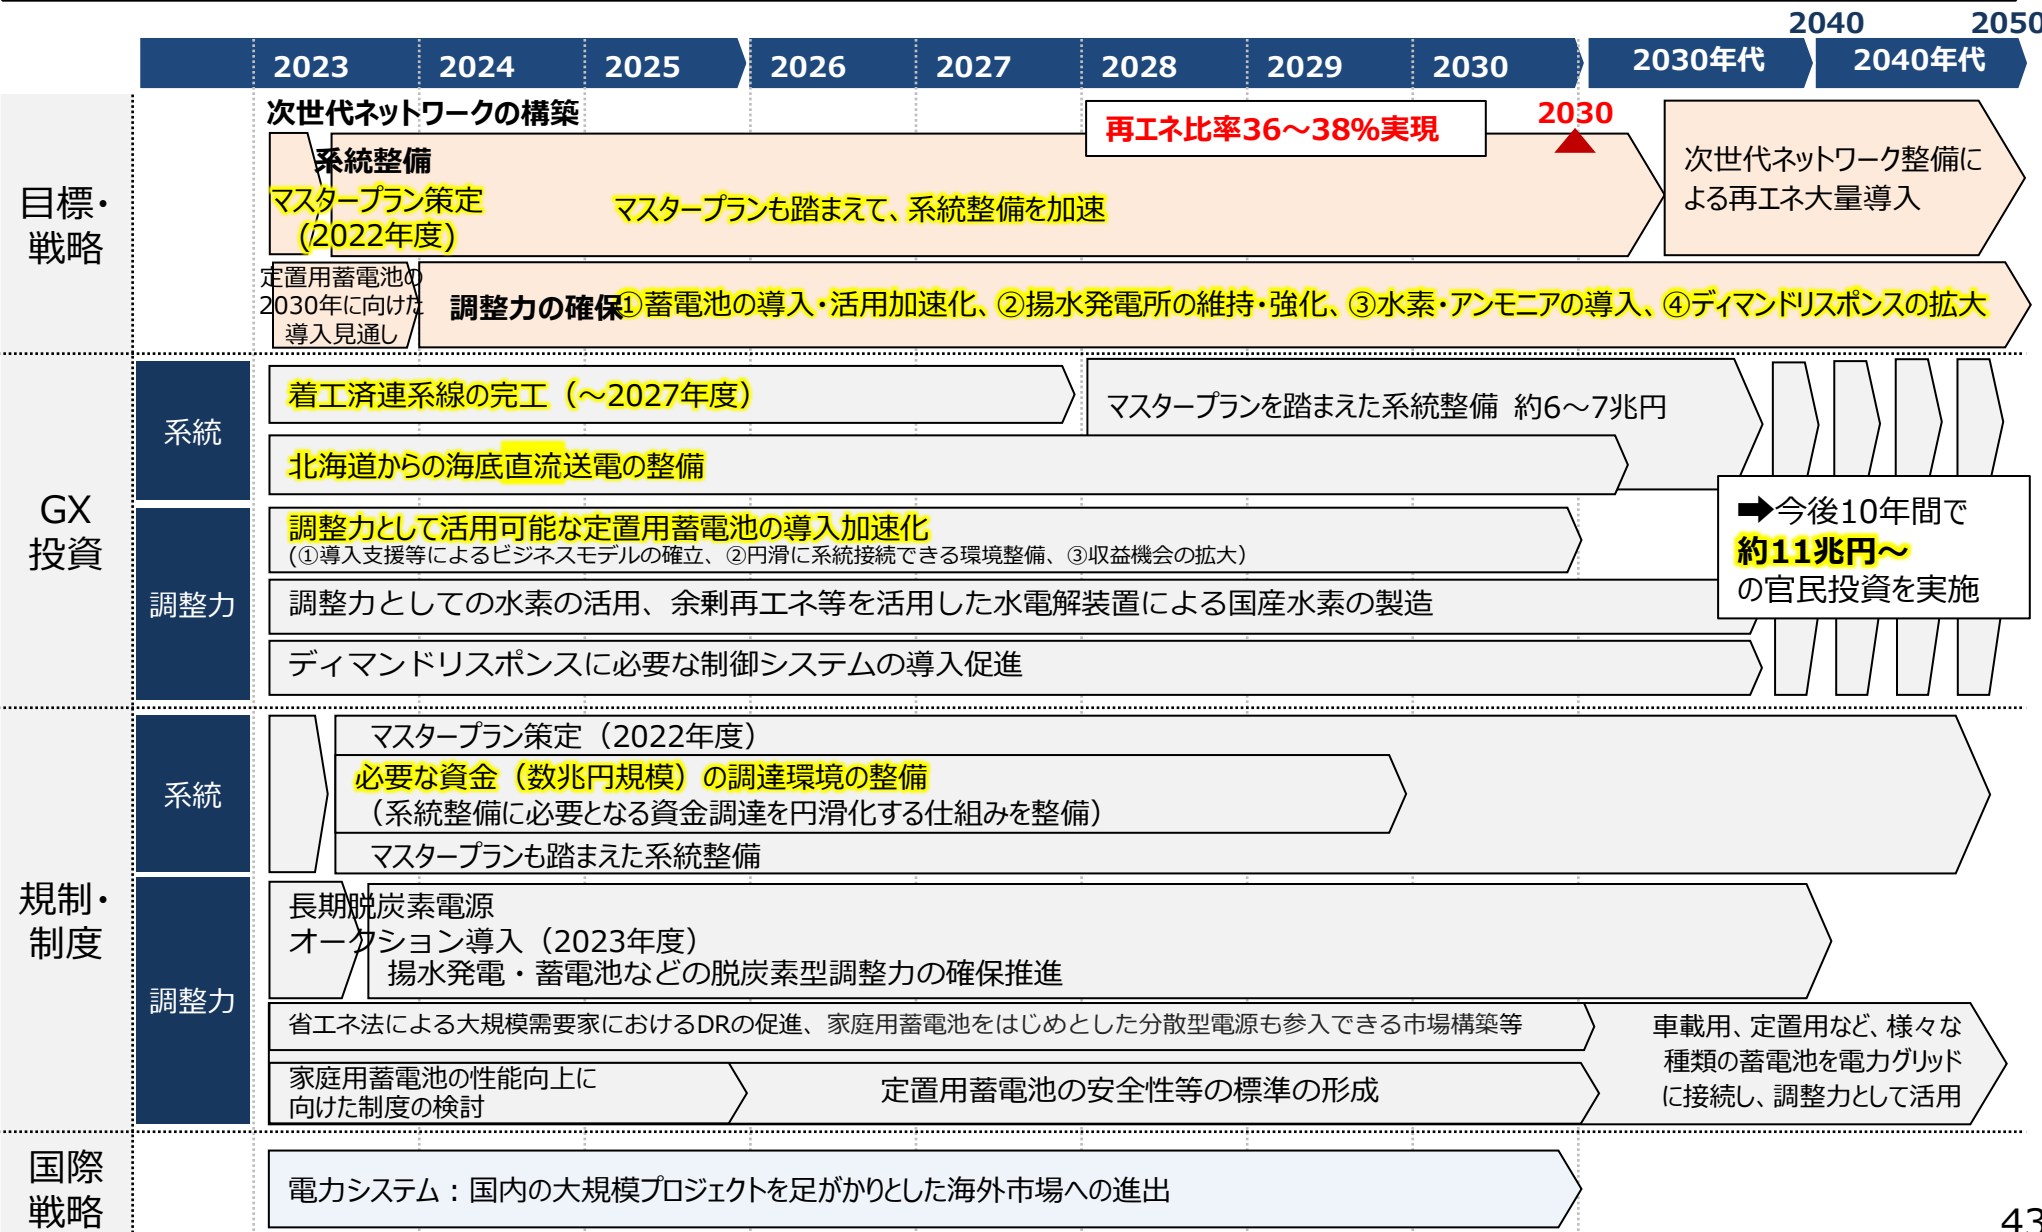 2040
2050
2023
2024
2025
2026
2027
2028
2029
2030
2030年代
2040年代
目標・
戦略
次世代ネットワークの構築
系統整備
マスタープラン策定
(2022年度)
マスタープランも踏まえて、系統整備を加速
再エネ比率36～38%実現
2030
次世代ネットワーク整備に
よる再エネ大量導入
定置用蓄電池の
2030年に向けた
導入見通し
調整力の確保
①蓄電池の導入・活用加速化、②揚水発電所の維持・強化、③水素・アンモニアの導入、④ディマンドリスポンスの拡大
GX
投資
系統
着工済連系線の完工（～2027年度）
マスタープランを踏まえた系統整備 約6～7兆円
北海道からの海底直流送電の整備
調整力
調整力として活用可能な定置用蓄電池の導入加速化
(①導入支援等によるビジネスモデルの確立、②円滑に系統接続できる環境整備、③収益機会の拡大）
調整力としての水素の活用、余剰再エネ等を活用した水電解装置による国産水素の製造
ディマンドリスポンスに必要な制御システムの導入促進
➡今後10年間で
約11兆円～
の官民投資を実施
規制・
制度
系統
マスタープラン策定（2022年度）
必要な資金（数兆円規模）の調達環境の整備
（系統整備に必要となる資金調達を円滑化する仕組みを整備）
マスタープランも踏まえた系統整備
調整力
長期脱炭素電源
オークション導入（2023年度）
揚水発電・蓄電池などの脱炭素型調整力の確保推進
省エネ法による大規模需要家におけるDRの促進、家庭用蓄電池をはじめとした分散型電源も参入できる市場構築等
家庭用蓄電池の性能向上に
向けた制度の検討
定置用蓄電池の安全性等の標準の形成
車載用、定置用など、様々な
種類の蓄電池を電力グリッド
に接続し、調整力として活用
国際
戦略
電力システム：国内の大規模プロジェクトを足がかりとした海外市場への進出
43